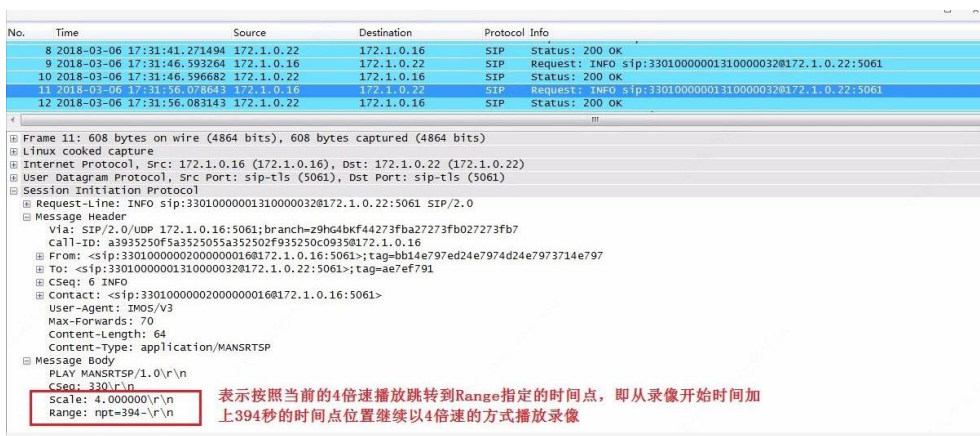 No. Time Source Destination Protocol Info
8 2018-03-06 17:31:41.271494 172.1.0.22 172.1.0.16 SIP Status: 200 OK
9 2018-03-06 17:31:46.593264 172.1.0.16 172.1.0.22 SIP Request: INFO sip:33010000001310000032@172.1.0.22:5061
10 2018-03-06 17:31:46.596682 172.1.0.22 172.1.0.16 SIP Status: 200 OK
11 2018-03-06 17:31:56.078643 172.1.0.16 172.1.0.22 SIP Request: INFO sip:33010000001310000032@172.1.0.22:5061
12 2018-03-06 17:31:56.083143 172.1.0.22 172.1.0.16 SIP Status: 200 OK
Frame 11: 608 bytes on wire (4864 bits), 608 bytes captured (4864 bits)
Linux cooked capture
Internet Protocol, Src: 172.1.0.16 (172.1.0.16), Dst: 172.1.0.22 (172.1.0.22)
User Datagram Protocol, Src Port: sip-tls (5061), Dst Port: sip-tls (5061)
Session Initiation Protocol
Request-Line: INFO sip:33010000001310000032@172.1.0.22:5061 SIP/2.0
Message Header
Via: SIP/2.0/UDP 172.1.0.16:5061;branch=z9hG4bKf44273fba27273fb027273fb7
Call-ID: a3935250f5a3525055a352502f935250c0935@172.1.0.16
From: <sip:33010000002000000016@172.1.0.16:5061>;tag=bb14e797ed24e7974d24e7973714e797
To: <sip:33010000001310000032@172.1.0.22:5061>;tag=ae7ef791
CSeq: 6 INFO
Contact: <sip:33010000002000000016@172.1.0.16:5061>
User-Agent: IMOS/V3
Max-Forwards: 70
Content-Length: 64
Content-Type: application/MANSRTSP
Message Body
PLAY MANSRTSP/1.0\r\n
CSeq: 330\r\n
Scale: 4.000000\r\n
Range: npt=394-\r\n
表示按照当前的4倍速播放跳转到Range指定的时间点，即从录像开始时间加
上394秒的时间点位置继续以4倍速的方式播放录像